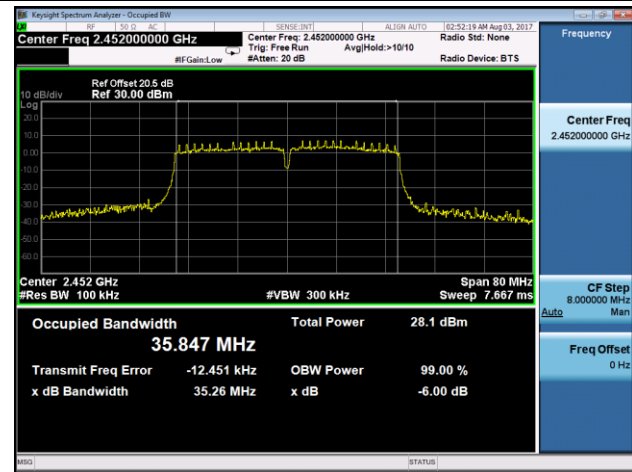 Keysight Spectrum Analyzer - Occupied BW
RF 50 Ω AC SENSE:INT ALIGN AUTO 02:52:19 AM Aug 03, 2017
Center Freq 2.452000000 GHz
Center Freq: 2.452000000 GHz
Radio Std: None
Trig: Free Run Avg|Hold:>10/10
#IFGain:Low #Atten: 20 dB Radio Device: BTS
Ref Offset 20.5 dB
10 dB/div Ref 30.00 dBm
Log
20.0
10.0
0.00
-10.0
-20.0
-30.0
-40.0
-50.0
-60.0
Center 2.452 GHz Span 80 MHz
#Res BW 100 kHz #VBW 300 kHz Sweep 7.667 ms
Occupied Bandwidth Total Power 28.1 dBm
35.847 MHz
Transmit Freq Error -12.451 kHz OBW Power 99.00 %
x dB Bandwidth 35.26 MHz x dB -6.00 dB
MSG STATUS
Frequency
Center Freq
2.452000000 GHz
CF Step
8.000000 MHz
Auto Man
Freq Offset
0 Hz